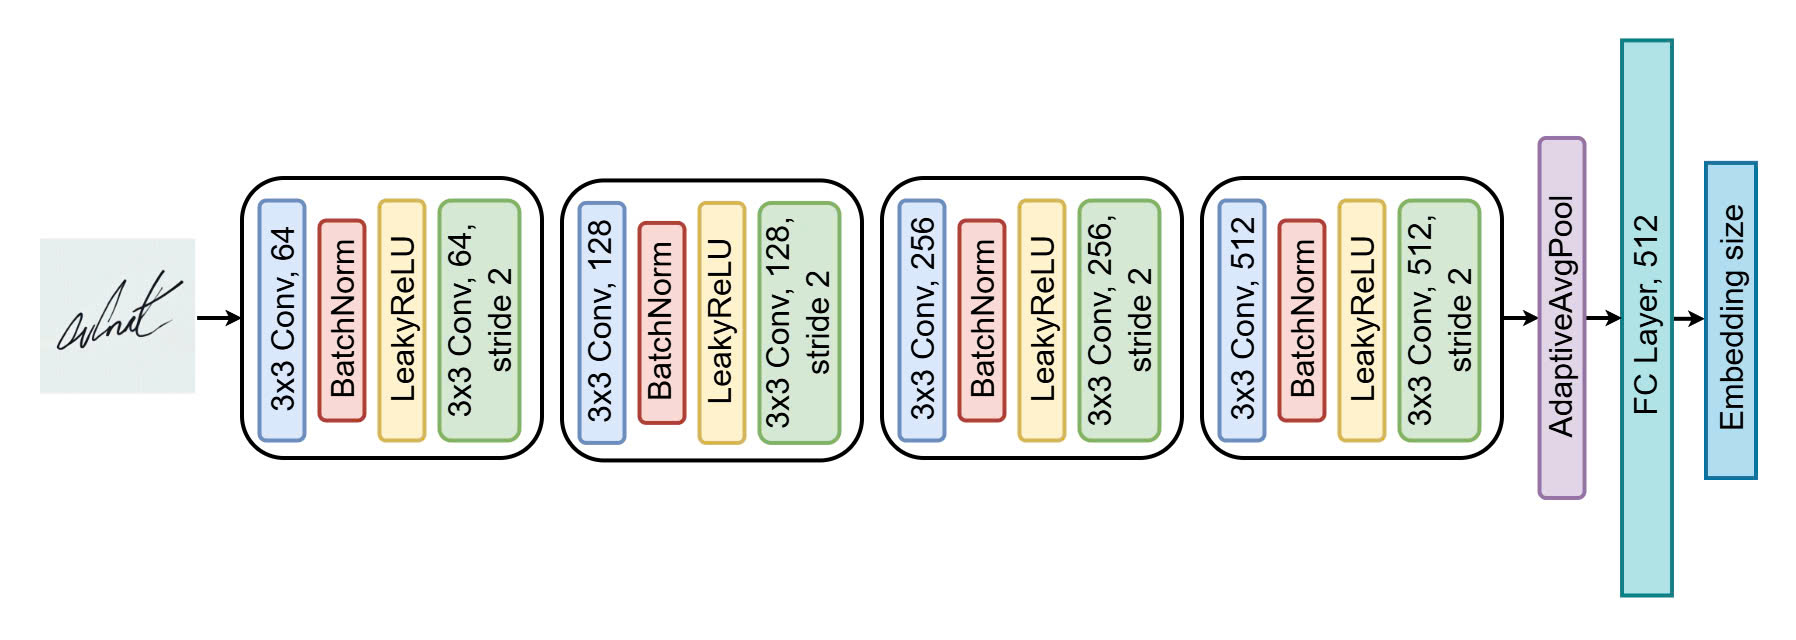 3x3 Conv, 64
BatchNorm
LeakyReLU
3x3 Conv, 64,
stride 2
3x3 Conv, 128
BatchNorm
LeakyReLU
3x3 Conv, 128,
stride 2
3x3 Conv, 256
BatchNorm
LeakyReLU
3x3 Conv, 256,
stride 2
3x3 Conv, 512
BatchNorm
LeakyReLU
3x3 Conv, 512,
stride 2
AdaptiveAvgPool
FC Layer, 512
Embedding size